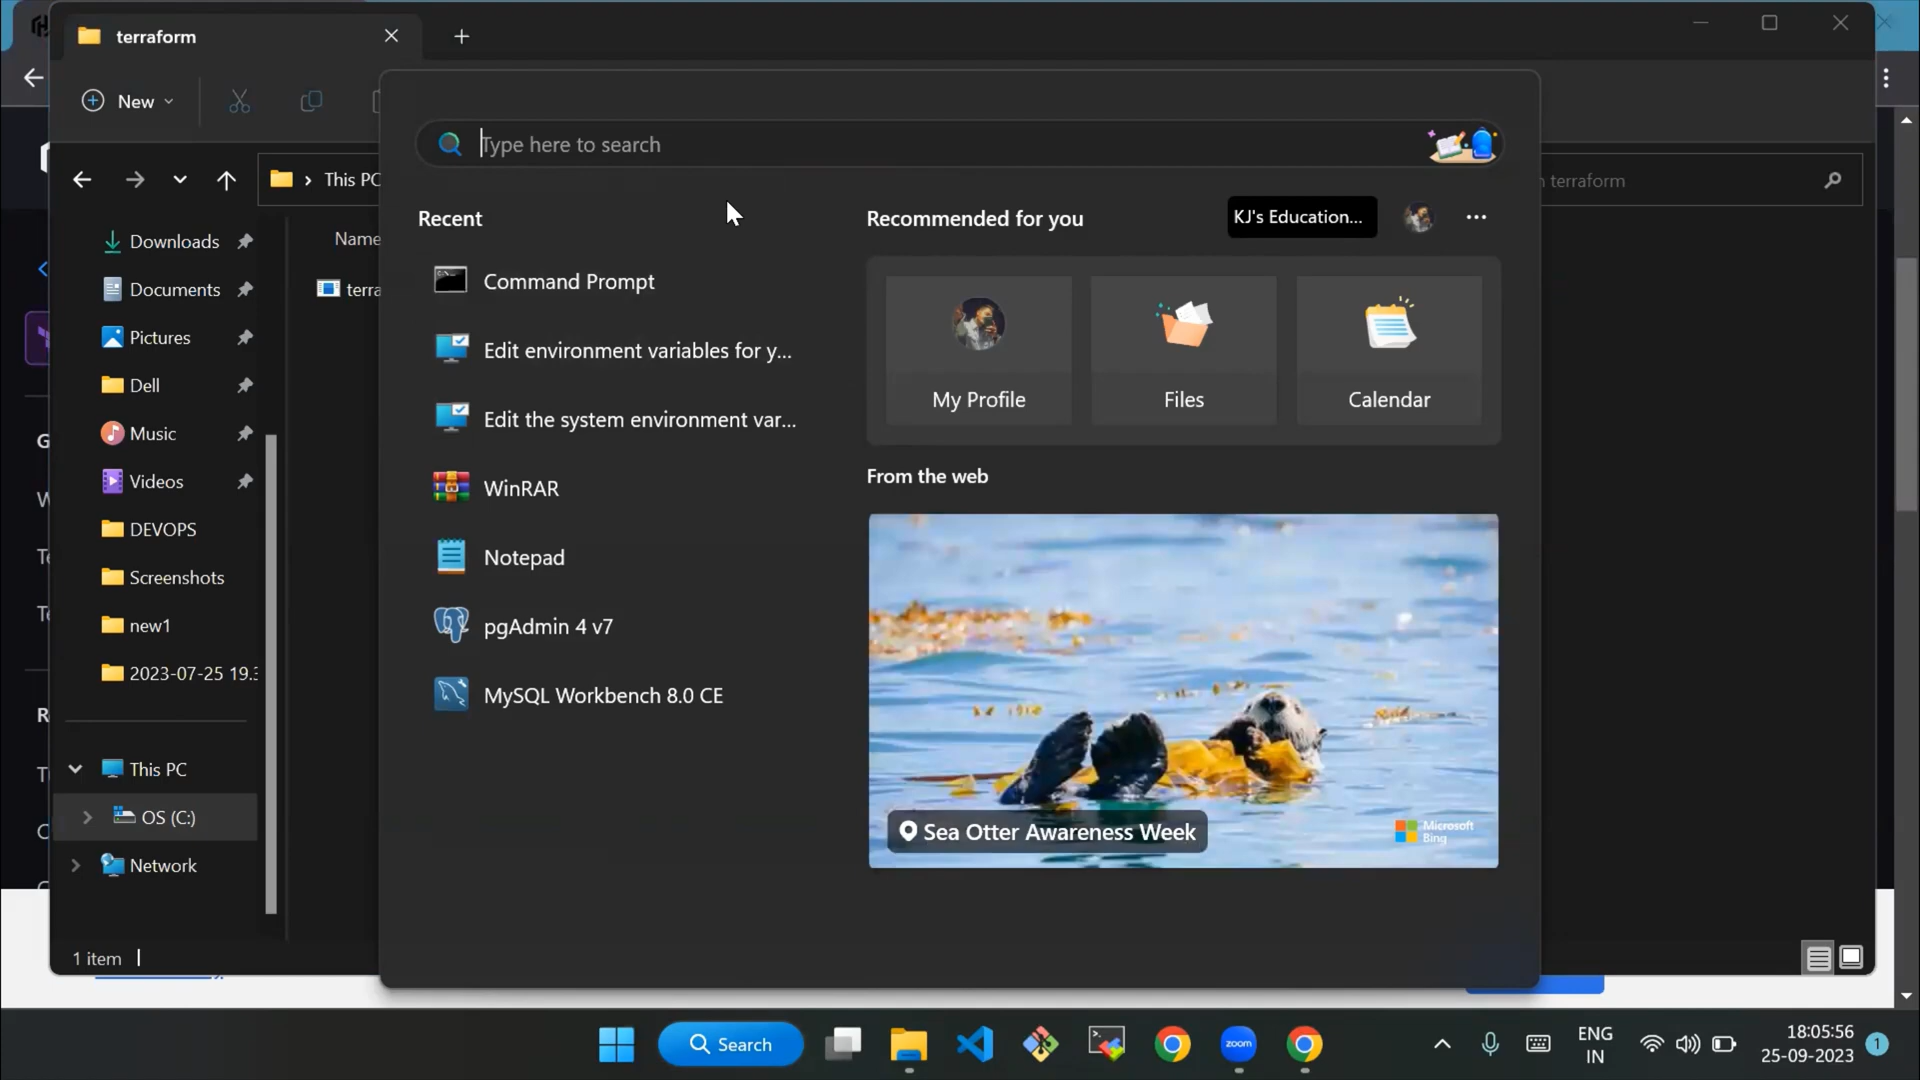 terraform
New
Type here to search
This PC
terraform
Recent
Recommended for you
KJ's Education...
Name
Downloads
Documents
Pictures
Dell
Music
Videos
DEVOPS
Screenshots
new1
2023-07-25 19.3
This PC
OS (C:)
Network
1 item
terra
Command Prompt
Edit environment variables for y...
Edit the system environment var...
WinRAR
Notepad
pgAdmin 4 v7
MySQL Workbench 8.0 CE
My Profile
Files
Calendar
From the web
Sea Otter Awareness Week
Microsoft
Bing
Search
zoom
ENG
IN
18:05:56
25-09-2023
1